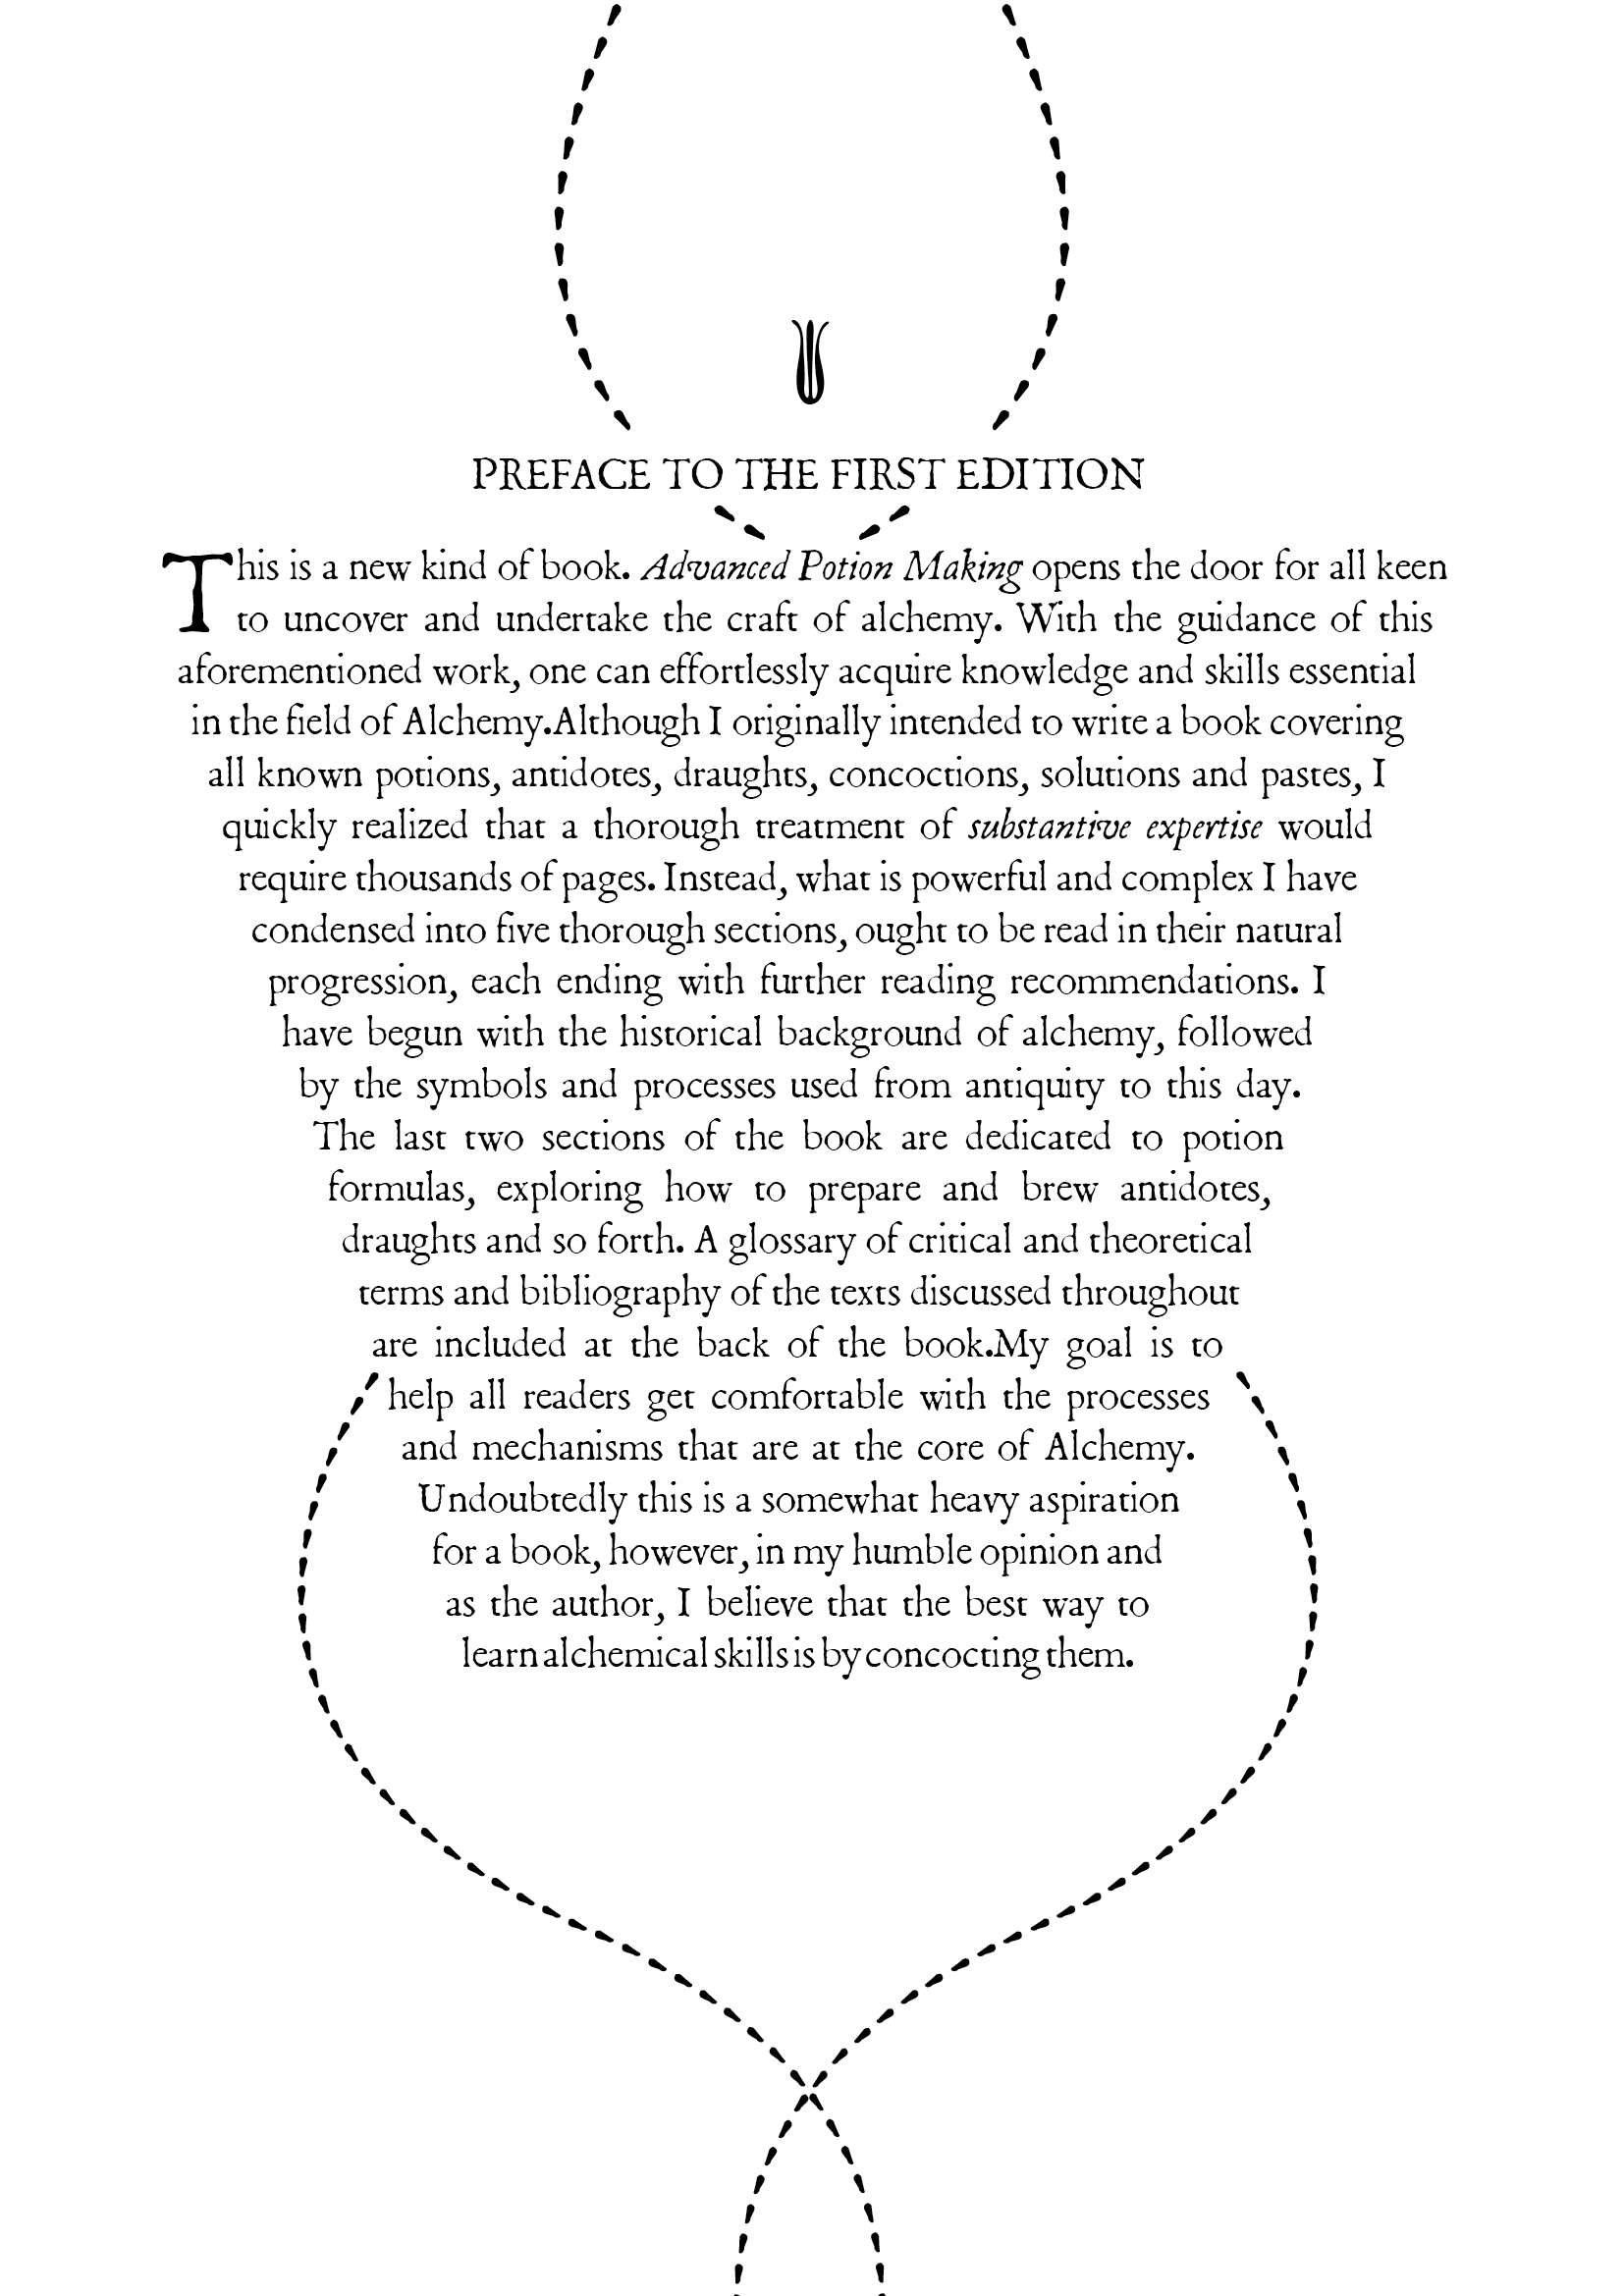 PREFACE TO THE FIRST EDITION
This is a new kind of book. Advanced Potion Making opens the door for all keen
to uncover and undertake the craft of alchemy. With the guidance of this
aforementioned work, one can effortlessly acquire knowledge and skills essential
in the field of Alchemy.Although I originally intended to write a book covering
all known potions, antidotes, draughts, concoctions, solutions and pastes, I
quickly realized that a thorough treatment of substantive expertise would
require thousands of pages. Instead, what is powerful and complex I have
condensed into five thorough sections, ought to be read in their natural
progression, each ending with further reading recommendations. I
have begun with the historical background of alchemy, followed
by the symbols and processes used from antiquity to this day.
The last two sections of the book are dedicated to potion
formulas, exploring how to prepare and brew antidotes,
draughts and so forth. A glossary of critical and theoretical
terms and bibliography of the texts discussed throughout
are included at the back of the book.My goal is to
help all readers get comfortable with the processes
and mechanisms that are at the core of Alchemy.
Undoubtedly this is a somewhat heavy aspiration
for a book, however, in my humble opinion and
as the author, I believe that the best way to
learn alchemical skills is by concocting them.